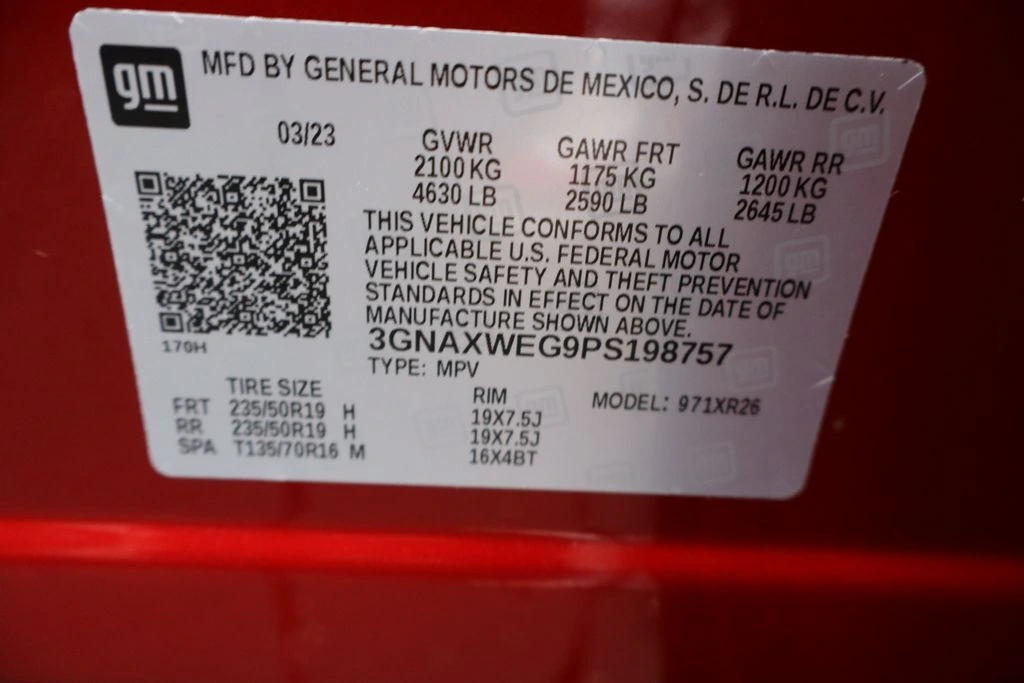 gm
MFD BY GENERAL MOTORS DE MEXICO, S. DE R.L. DE C.V.
03/23 GVWR GAWR FRT GAWR RR
2100 KG 1175 KG 1200 KG
4630 LB 2590 LB 2645 LB
THIS VEHICLE CONFORMS TO ALL
APPLICABLE U.S. FEDERAL MOTOR
VEHICLE SAFETY AND THEFT PREVENTION
STANDARDS IN EFFECT ON THE DATE OF
MANUFACTURE SHOWN ABOVE.
170H
3GNAXWEG9PS198757
TYPE: MPV
TIRE SIZE RIM MODEL: 971XR26
FRT 235/50R19 H 19X7.5J
RR 235/50R19 H 19X7.5J
SPA T135/70R16 M 16X4BT